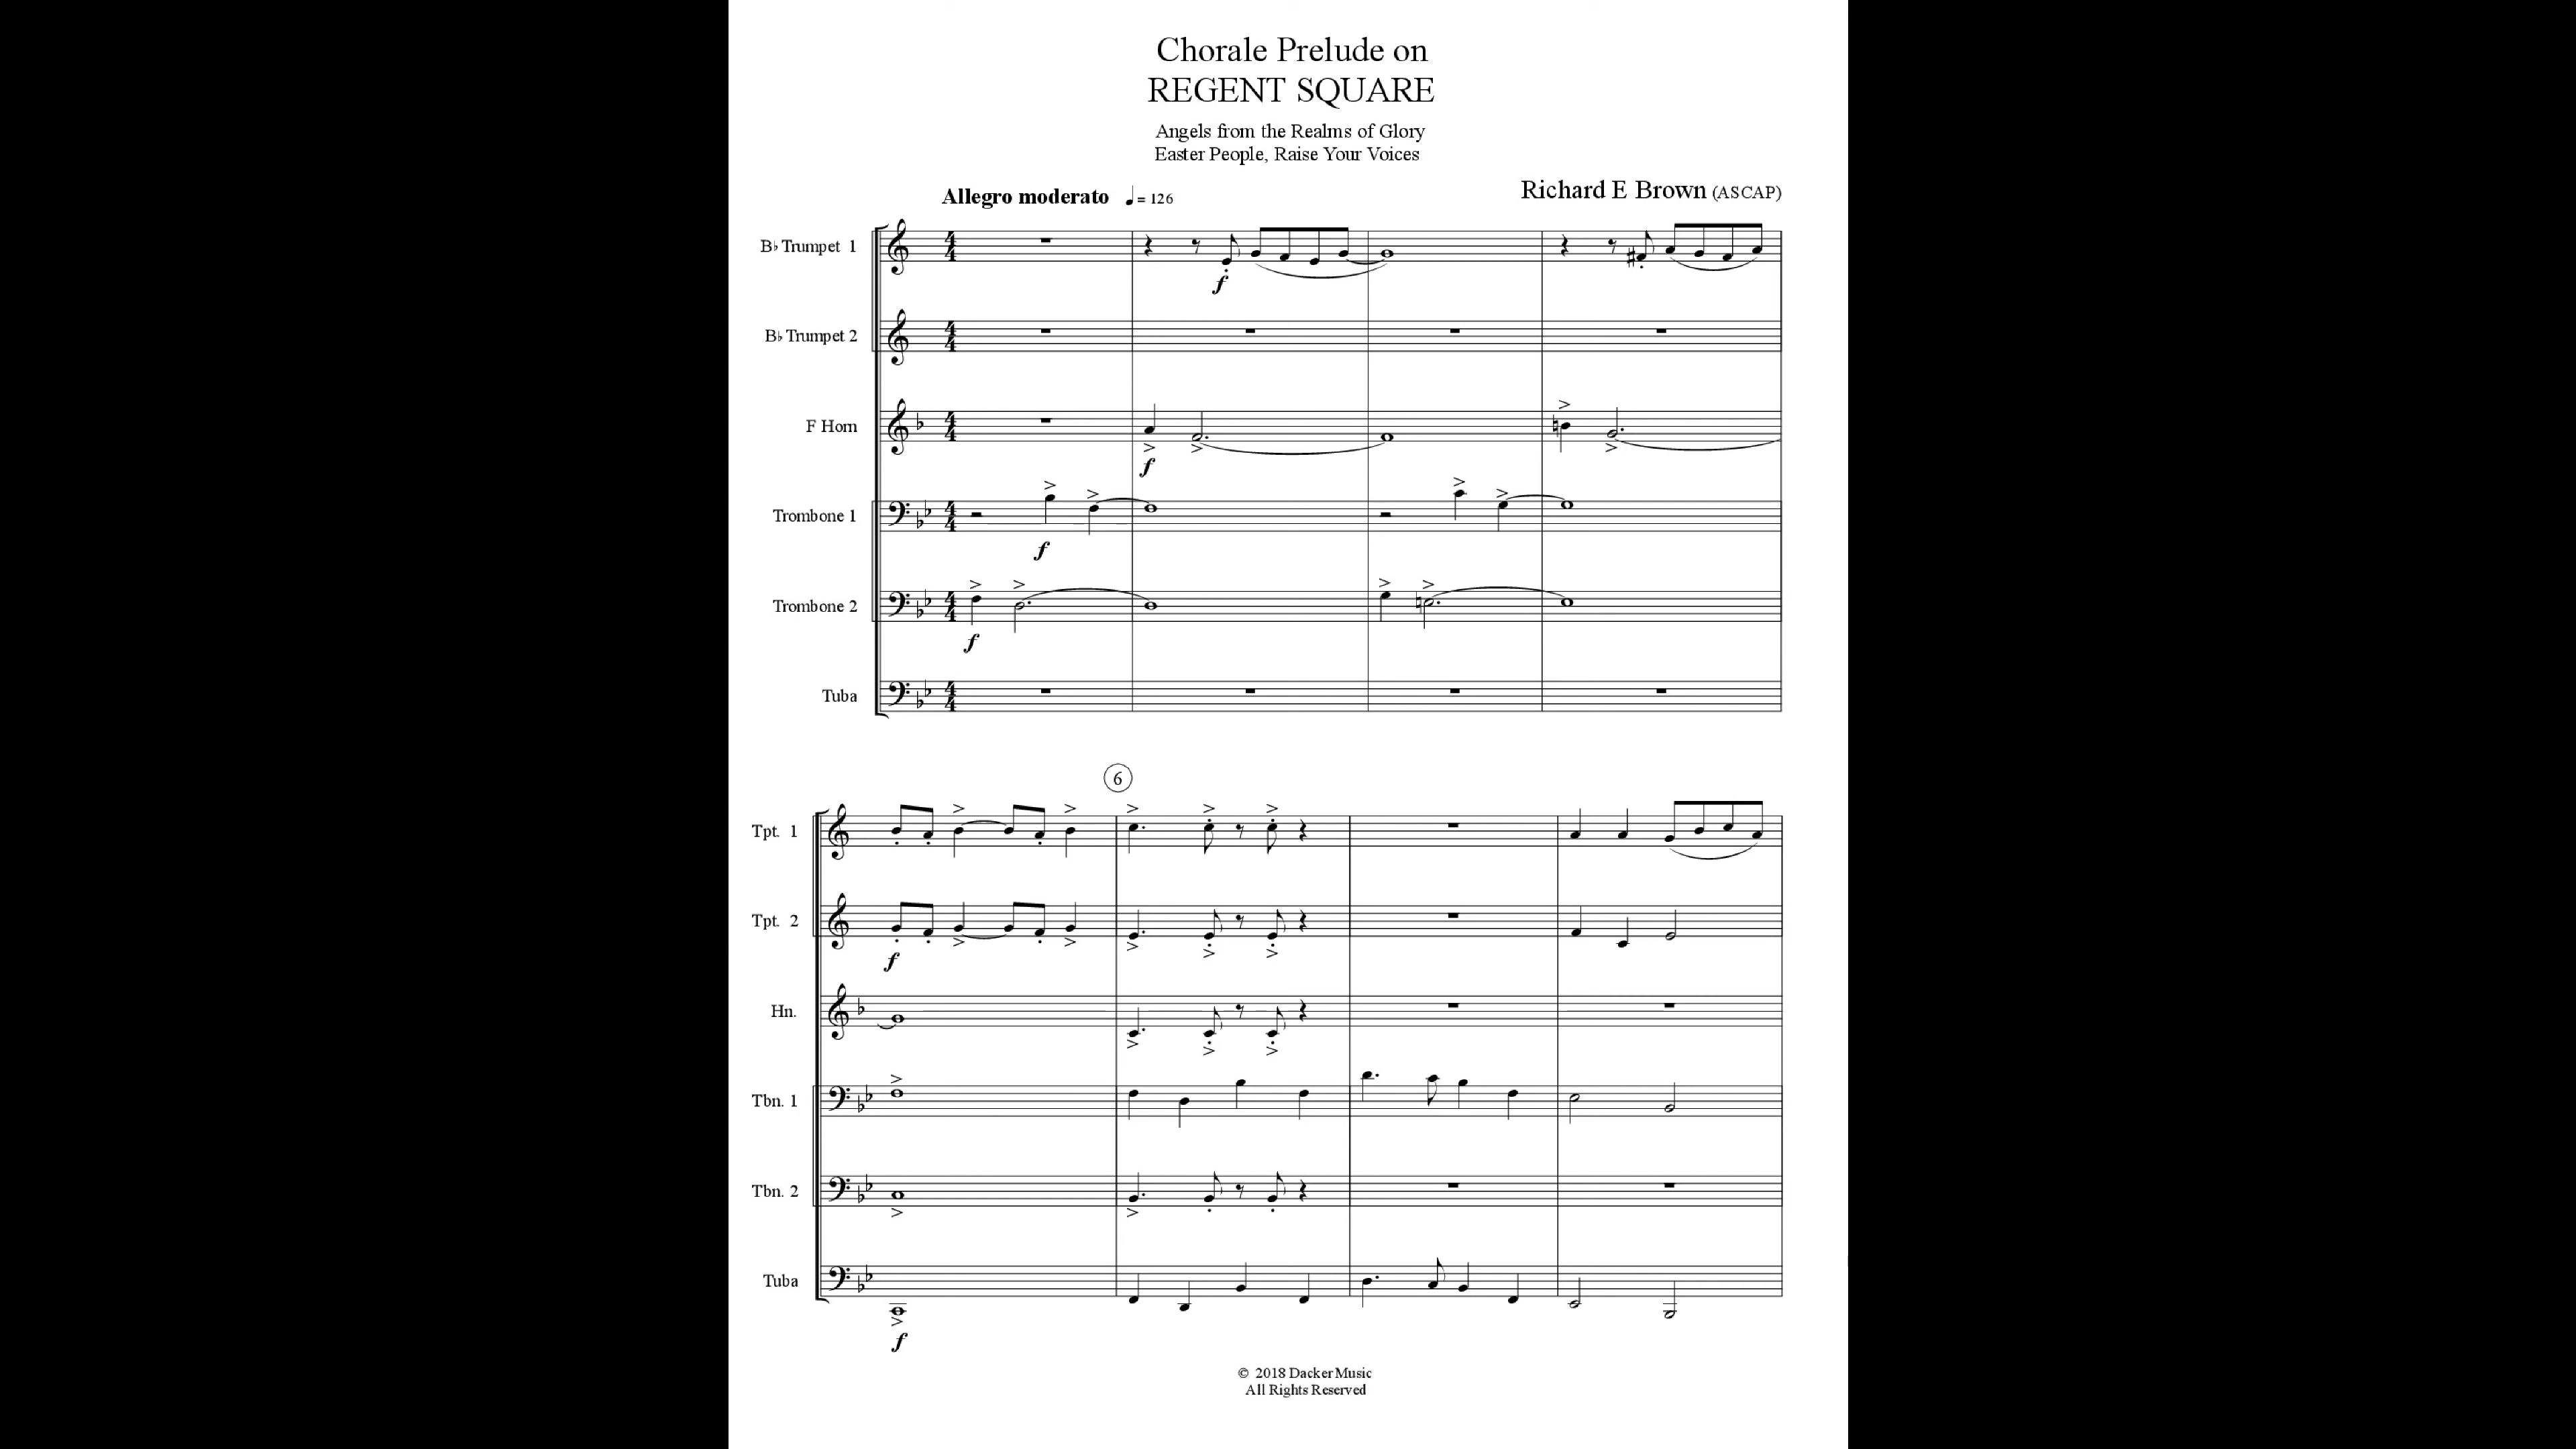 Chorale Prelude on
REGENT SQUARE
Angels from the Realms of Glory
Easter People, Raise Your Voices
Allegro moderato ♩ = 126
Richard E Brown (ASCAP)
B♭ Trumpet 1
f
B♭ Trumpet 2
F Horn
f
Trombone 1
f
Trombone 2
f
Tuba
6
Tpt. 1
Tpt. 2
f
Hn.
Tbn. 1
Tbn. 2
Tuba
f
© 2018 Dacker Music
All Rights Reserved